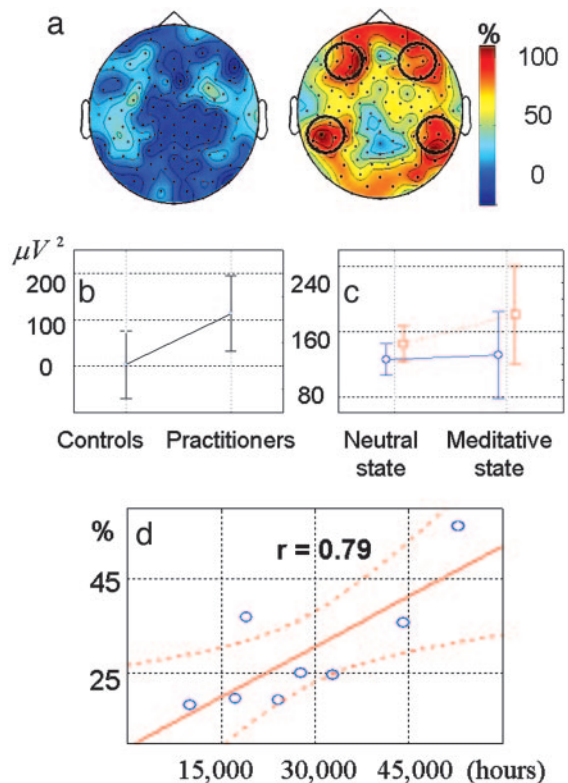 a
%
100
50
0
μV²
b
200
100
0
Controls Practitioners
c
240
160
80
Neutral state
Meditative state
% d
r = 0.79
45
25
15,000 30,000 45,000 (hours)